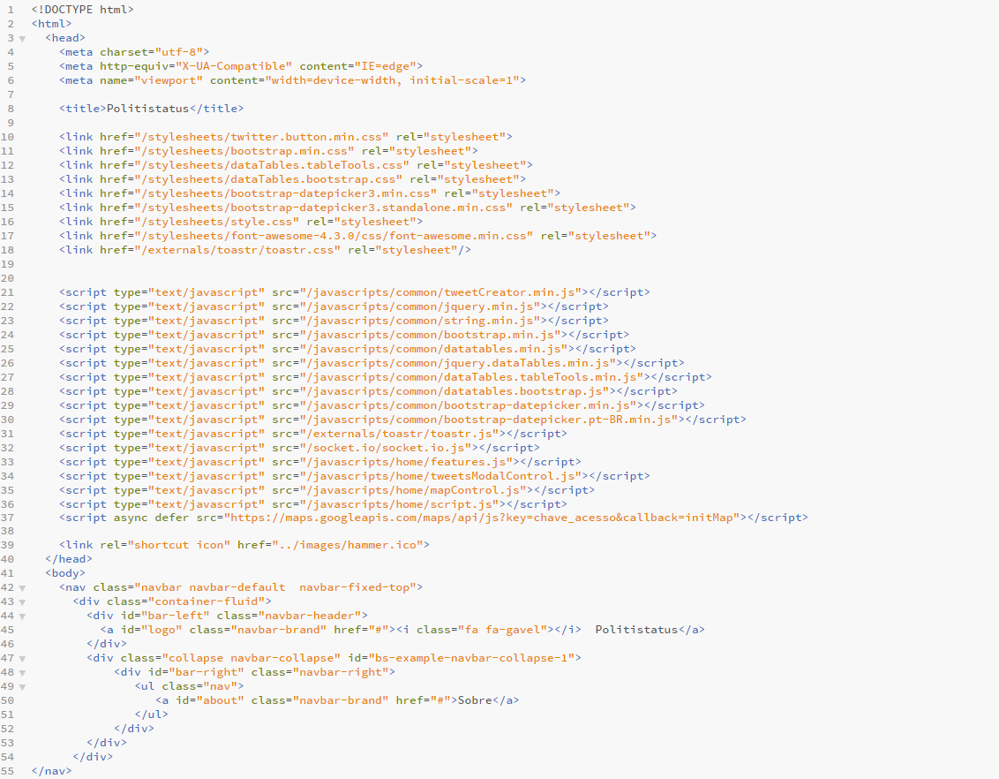 1 <!DOCTYPE html>
2 <html>
3 <head>
4 <meta charset="utf-8">
5 <meta http-equiv="X-UA-Compatible" content="IE=edge">
6 <meta name="viewport" content="width=device-width, initial-scale=1">
7
8 <title>Politistatus</title>
9
10 <link href="/stylesheets/twitter.button.min.css" rel="stylesheet">
11 <link href="/stylesheets/bootstrap.min.css" rel="stylesheet">
12 <link href="/stylesheets/dataTables.tableTools.css" rel="stylesheet">
13 <link href="/stylesheets/dataTables.bootstrap.css" rel="stylesheet">
14 <link href="/stylesheets/bootstrap-datepicker3.min.css" rel="stylesheet">
15 <link href="/stylesheets/bootstrap-datepicker3.standalone.min.css" rel="stylesheet">
16 <link href="/stylesheets/style.css" rel="stylesheet">
17 <link href="/stylesheets/font-awesome-4.3.0/css/font-awesome.min.css" rel="stylesheet">
18 <link href="/externals/toastr/toastr.css" rel="stylesheet"/>
19
20
21 <script type="text/javascript" src="/javascripts/common/tweetCreator.min.js"></script>
22 <script type="text/javascript" src="/javascripts/common/jquery.min.js"></script>
23 <script type="text/javascript" src="/javascripts/common/string.min.js"></script>
24 <script type="text/javascript" src="/javascripts/common/bootstrap.min.js"></script>
25 <script type="text/javascript" src="/javascripts/common/datatables.min.js"></script>
26 <script type="text/javascript" src="/javascripts/common/jquery.dataTables.min.js"></script>
27 <script type="text/javascript" src="/javascripts/common/dataTables.tableTools.min.js"></script>
28 <script type="text/javascript" src="/javascripts/common/datatables.bootstrap.js"></script>
29 <script type="text/javascript" src="/javascripts/common/bootstrap-datepicker.min.js"></script>
30 <script type="text/javascript" src="/javascripts/common/bootstrap-datepicker.pt-BR.min.js"></script>
31 <script type="text/javascript" src="/externals/toastr/toastr.js"></script>
32 <script type="text/javascript" src="/socket.io/socket.io.js"></script>
33 <script type="text/javascript" src="/javascripts/home/features.js"></script>
34 <script type="text/javascript" src="/javascripts/home/tweetsModalControl.js"></script>
35 <script type="text/javascript" src="/javascripts/home/mapControl.js"></script>
36 <script type="text/javascript" src="/javascripts/home/script.js"></script>
37 <script async defer src="https://maps.googleapis.com/maps/api/js?key=chave_acesso&callback=initMap"></script>
38
39 <link rel="shortcut icon" href="../images/hammer.ico">
40 </head>
41 <body>
42 <nav class="navbar navbar-default  navbar-fixed-top">
43 <div class="container-fluid">
44 <div id="bar-left" class="navbar-header">
45 <a id="logo" class="navbar-brand" href="#"><i class="fa fa-gavel"></i>  Politistatus</a>
46 </div>
47 <div class="collapse navbar-collapse" id="bs-example-navbar-collapse-1">
48 <div id="bar-right" class="navbar-right">
49 <ul class="nav">
50 <a id="about" class="navbar-brand" href="#">Sobre</a>
51 </ul>
52 </div>
53 </div>
54 </div>
55 </nav>